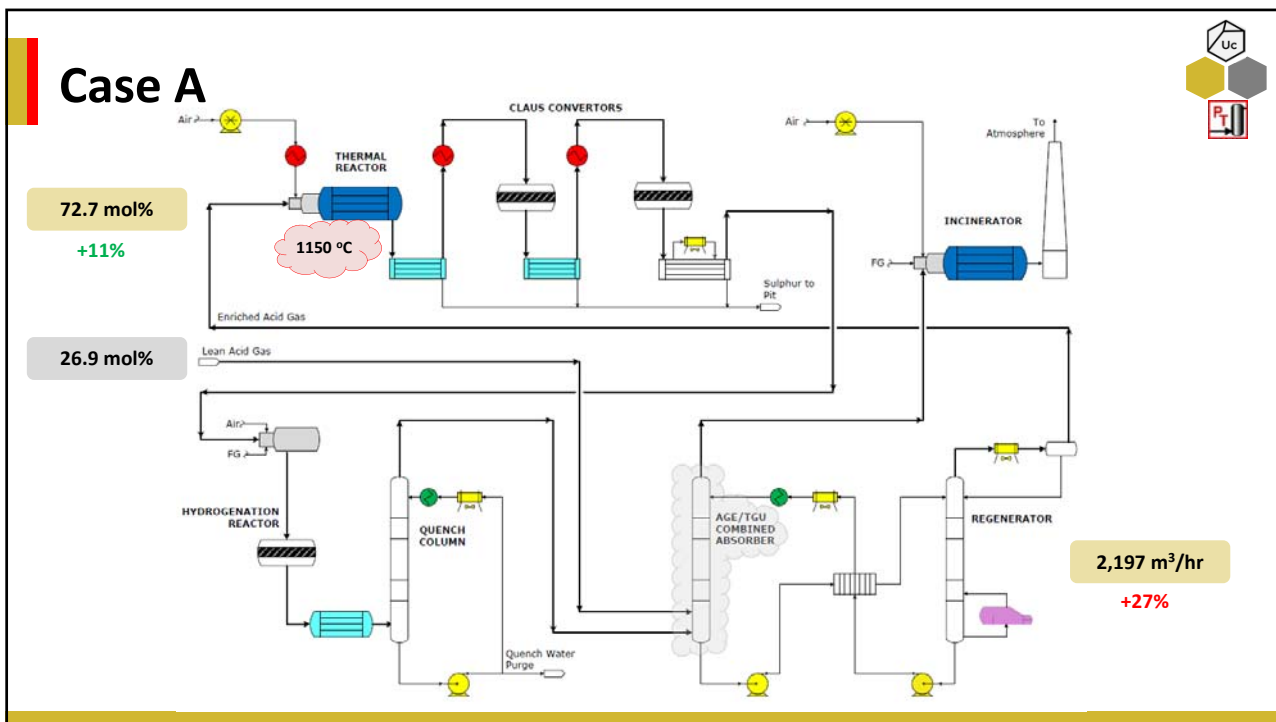 Case A
Uc
PT
Air
CLAUS CONVERTORS
Air
To
Atmosphere
THERMAL
REACTOR
72.7 mol%
+11%
1150 °C
INCINERATOR
FG
Sulphur to
Pit
Enriched Acid Gas
26.9 mol%
Lean Acid Gas
Air
FG
HYDROGENATION
REACTOR
QUENCH
COLUMN
AGE/TGU
COMBINED
ABSORBER
REGENERATOR
2,197 m³/hr
+27%
Quench Water
Purge